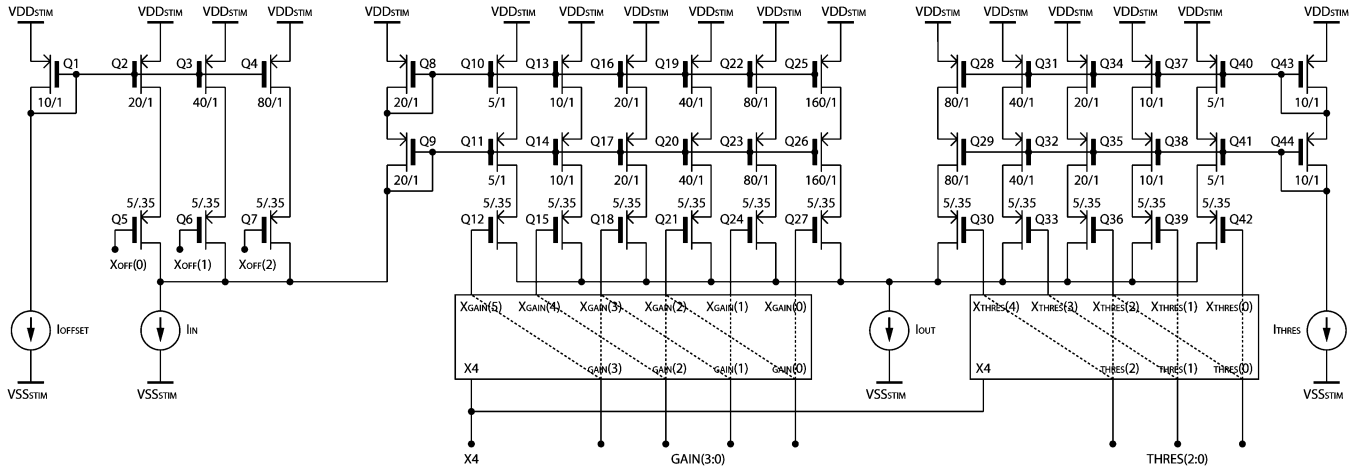 VDDSTIM VDDSTIM VDDSTIM VDDSTIM VDDSTIM VDDSTIM VDDSTIM VDDSTIM VDDSTIM VDDSTIM VDDSTIM VDDSTIM VDDSTIM VDDSTIM VDDSTIM VDDSTIM VDDSTIM
Q1 Q2 Q3 Q4 Q8 Q10 Q13 Q16 Q19 Q22 Q25 Q28 Q31 Q34 Q37 Q40 Q43
10/1 20/1 40/1 80/1 20/1 5/1 10/1 20/1 40/1 80/1 160/1 80/1 40/1 20/1 10/1 5/1 10/1
Q9 Q11 Q14 Q17 Q20 Q23 Q26 Q29 Q32 Q35 Q38 Q41 Q44
20/1 5/1 10/1 20/1 40/1 80/1 160/1 80/1 40/1 20/1 10/1 5/1 10/1
5/.35 5/.35 5/.35 5/.35 5/.35 5/.35 5/.35 5/.35 5/.35 5/.35 5/.35 5/.35 5/.35 5/.35
Q5 Q6 Q7 Q12 Q15 Q18 Q21 Q24 Q27 Q30 Q33 Q36 Q39 Q42
XOFF(0) XOFF(1) XOFF(2)
XGAIN(5) XGAIN(4) XGAIN(3) XGAIN(2) XGAIN(1) XGAIN(0) XTHRES(4) XTHRES(3) XTHRES(2) XTHRES(1) XTHRES(0)
IOFFSET IIN IOUT ITHRES
X4 GAIN(3) GAIN(2) GAIN(1) GAIN(0) X4 THRES(2) THRES(1) THRES(0)
VSSSTIM VSSSTIM VSSSTIM VSSSTIM
X4 GAIN(3:0) THRES(2:0)